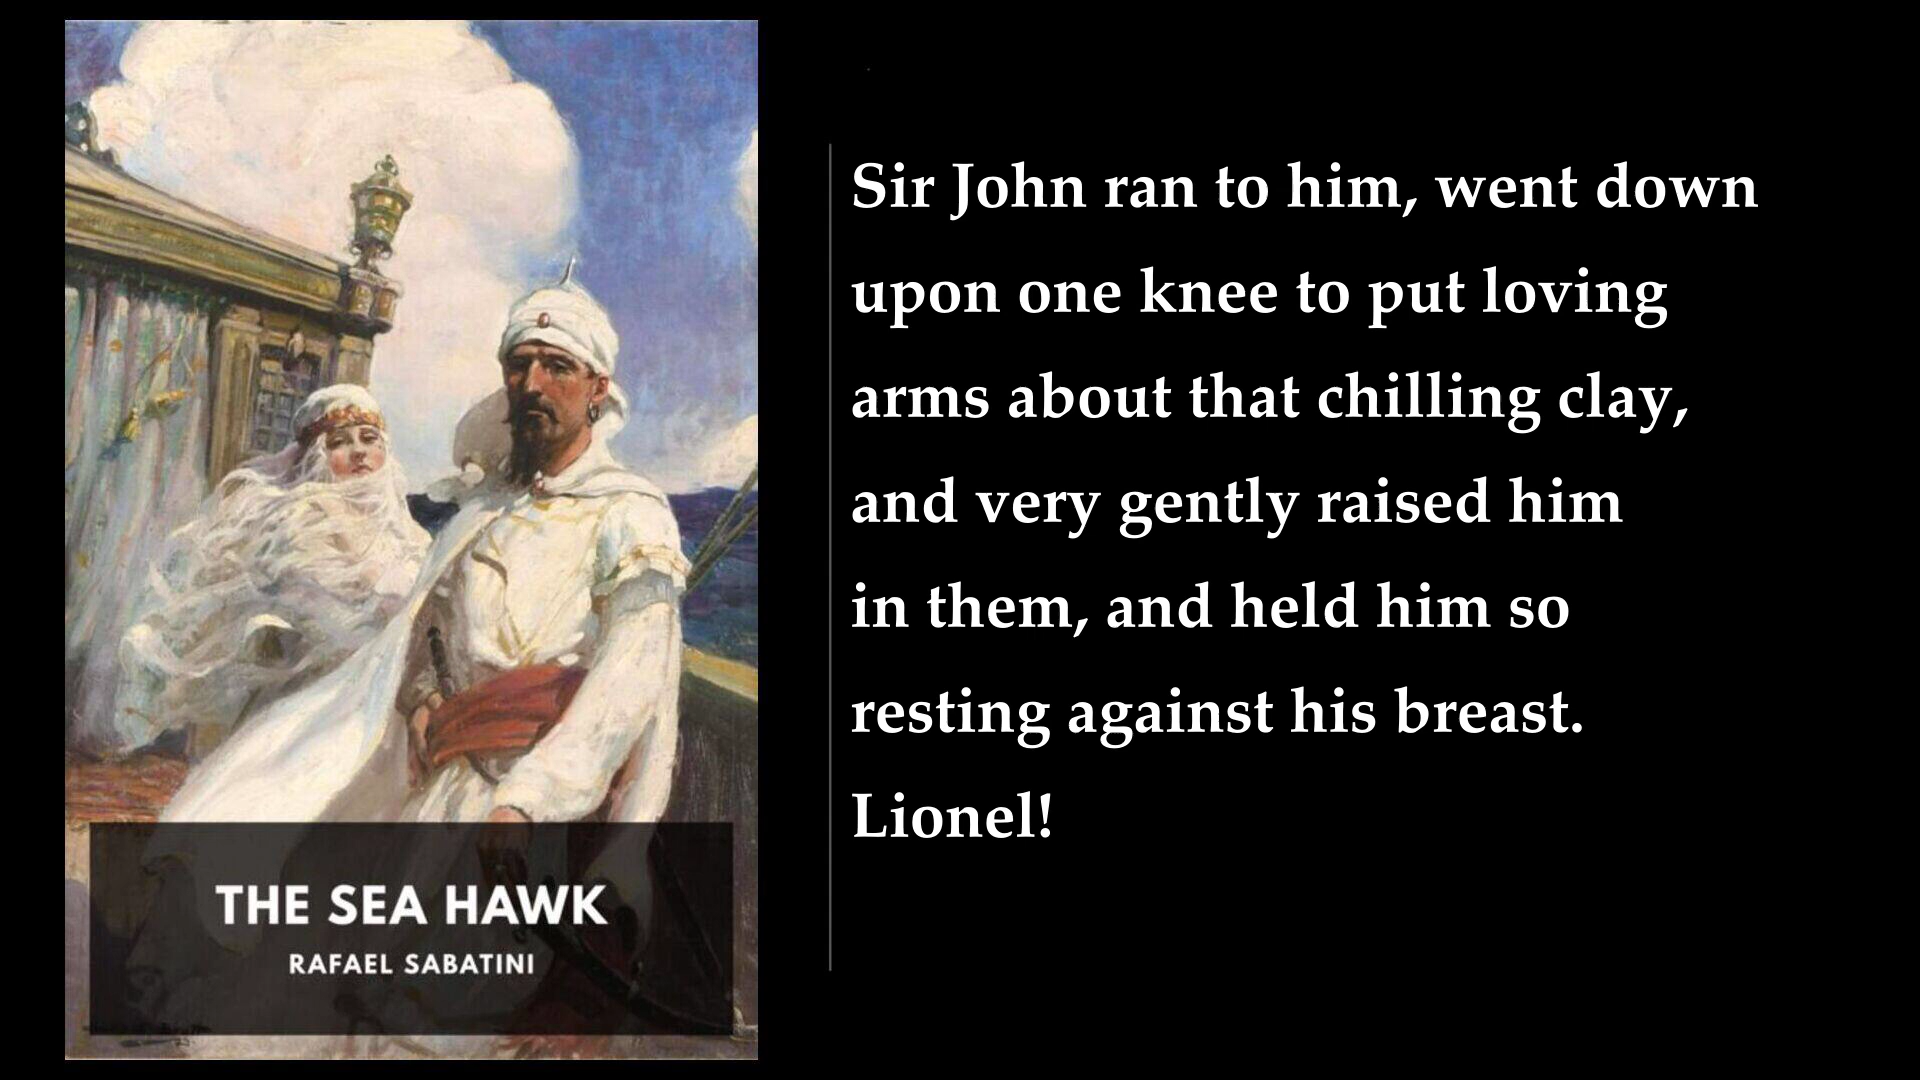 Sir John ran to him, went down
upon one knee to put loving
arms about that chilling clay,
and very gently raised him
in them, and held him so
resting against his breast.
Lionel!
THE SEA HAWK
RAFAEL SABATINI